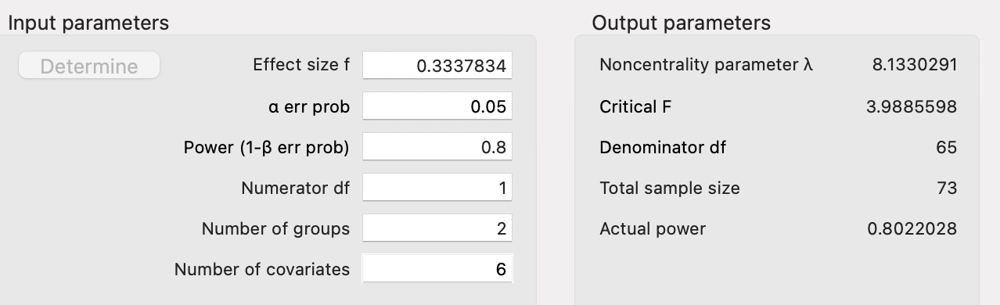 Input parameters
Output parameters
Determine
Effect size f 0.3337834
Noncentrality parameter λ 8.1330291
α err prob 0.05
Critical F 3.9885598
Power (1-β err prob) 0.8
Denominator df 65
Numerator df 1
Total sample size 73
Number of groups 2
Actual power 0.8022028
Number of covariates 6